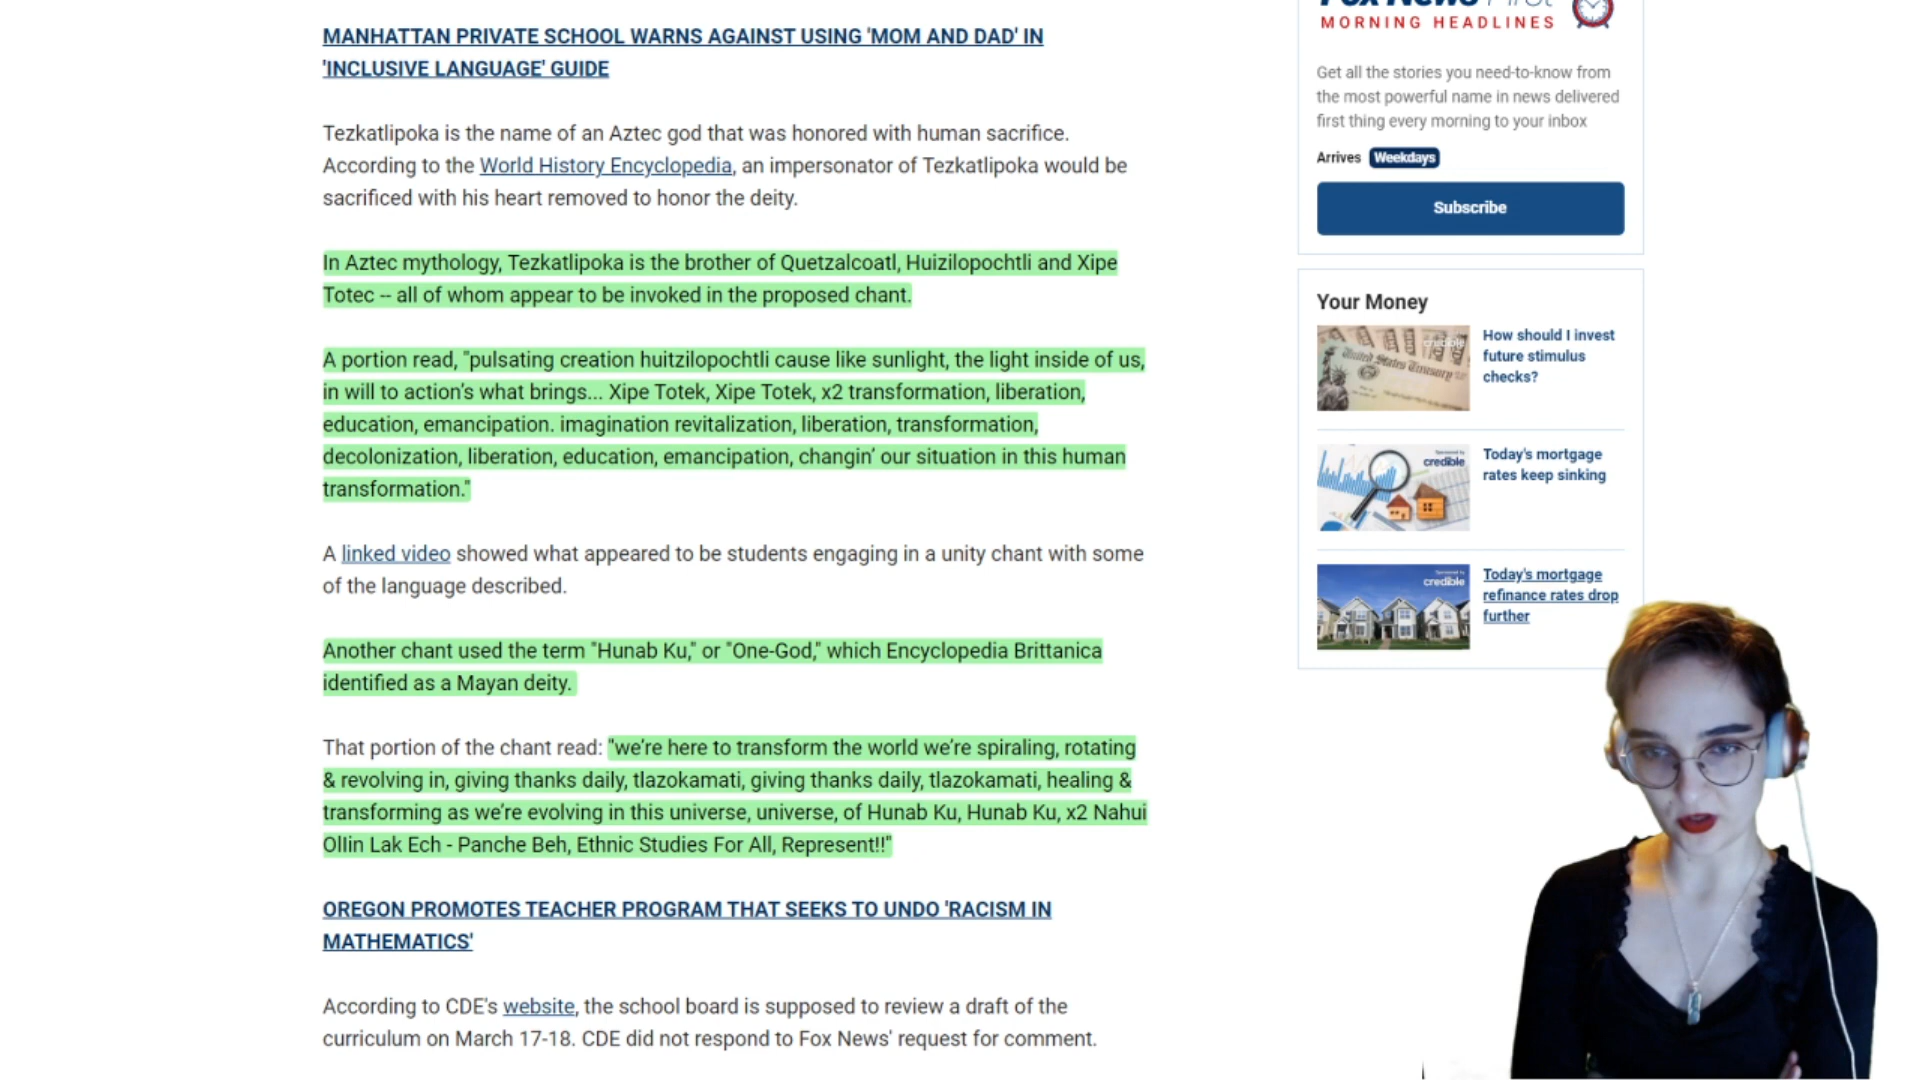 MANHATTAN PRIVATE SCHOOL WARNS AGAINST USING 'MOM AND DAD' IN
'INCLUSIVE LANGUAGE' GUIDE
Tezkatlipoka is the name of an Aztec god that was honored with human sacrifice.
According to the World History Encyclopedia, an impersonator of Tezkatlipoka would be
sacrificed with his heart removed to honor the deity.
In Aztec mythology, Tezkatlipoka is the brother of Quetzalcoatl, Huizilopochtli and Xipe
Totec -- all of whom appear to be invoked in the proposed chant.
A portion read, "pulsating creation huitzilopochtli cause like sunlight, the light inside of us,
in will to action's what brings... Xipe Totek, Xipe Totek, x2 transformation, liberation,
education, emancipation. imagination revitalization, liberation, transformation,
decolonization, liberation, education, emancipation, changin' our situation in this human
transformation."
A linked video showed what appeared to be students engaging in a unity chant with some
of the language described.
Another chant used the term "Hunab Ku," or "One-God," which Encyclopedia Brittanica
identified as a Mayan deity.
That portion of the chant read: "we're here to transform the world we're spiraling, rotating
& revolving in, giving thanks daily, tlazokamati, giving thanks daily, tlazokamati, healing &
transforming as we're evolving in this universe, universe, of Hunab Ku, Hunab Ku, x2 Nahui
Ollin Lak Ech - Panche Beh, Ethnic Studies For All, Represent!!"
OREGON PROMOTES TEACHER PROGRAM THAT SEEKS TO UNDO 'RACISM IN
MATHEMATICS'
According to CDE's website, the school board is supposed to review a draft of the
curriculum on March 17-18. CDE did not respond to Fox News' request for comment.
Fox News First
MORNING HEADLINES
Get all the stories you need-to-know from
the most powerful name in news delivered
first thing every morning to your inbox
Arrives Weekdays
Subscribe
Your Money
credible
United States Treasury
How should I invest
future stimulus
checks?
Sponsored by
credible
Today's mortgage
rates keep sinking
Sponsored by
credible
Today's mortgage
refinance rates drop
further